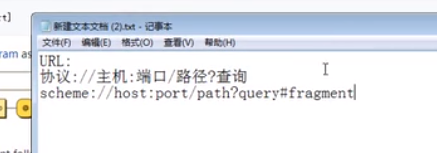 t]
新建文本文档 (2).txt - 记事本
文件(F) 编辑(E) 格式(O) 查看(V) 帮助(H)
ram as
URL:
协议://主机:端口/路径?查询
scheme://host:port/path?query#fragment